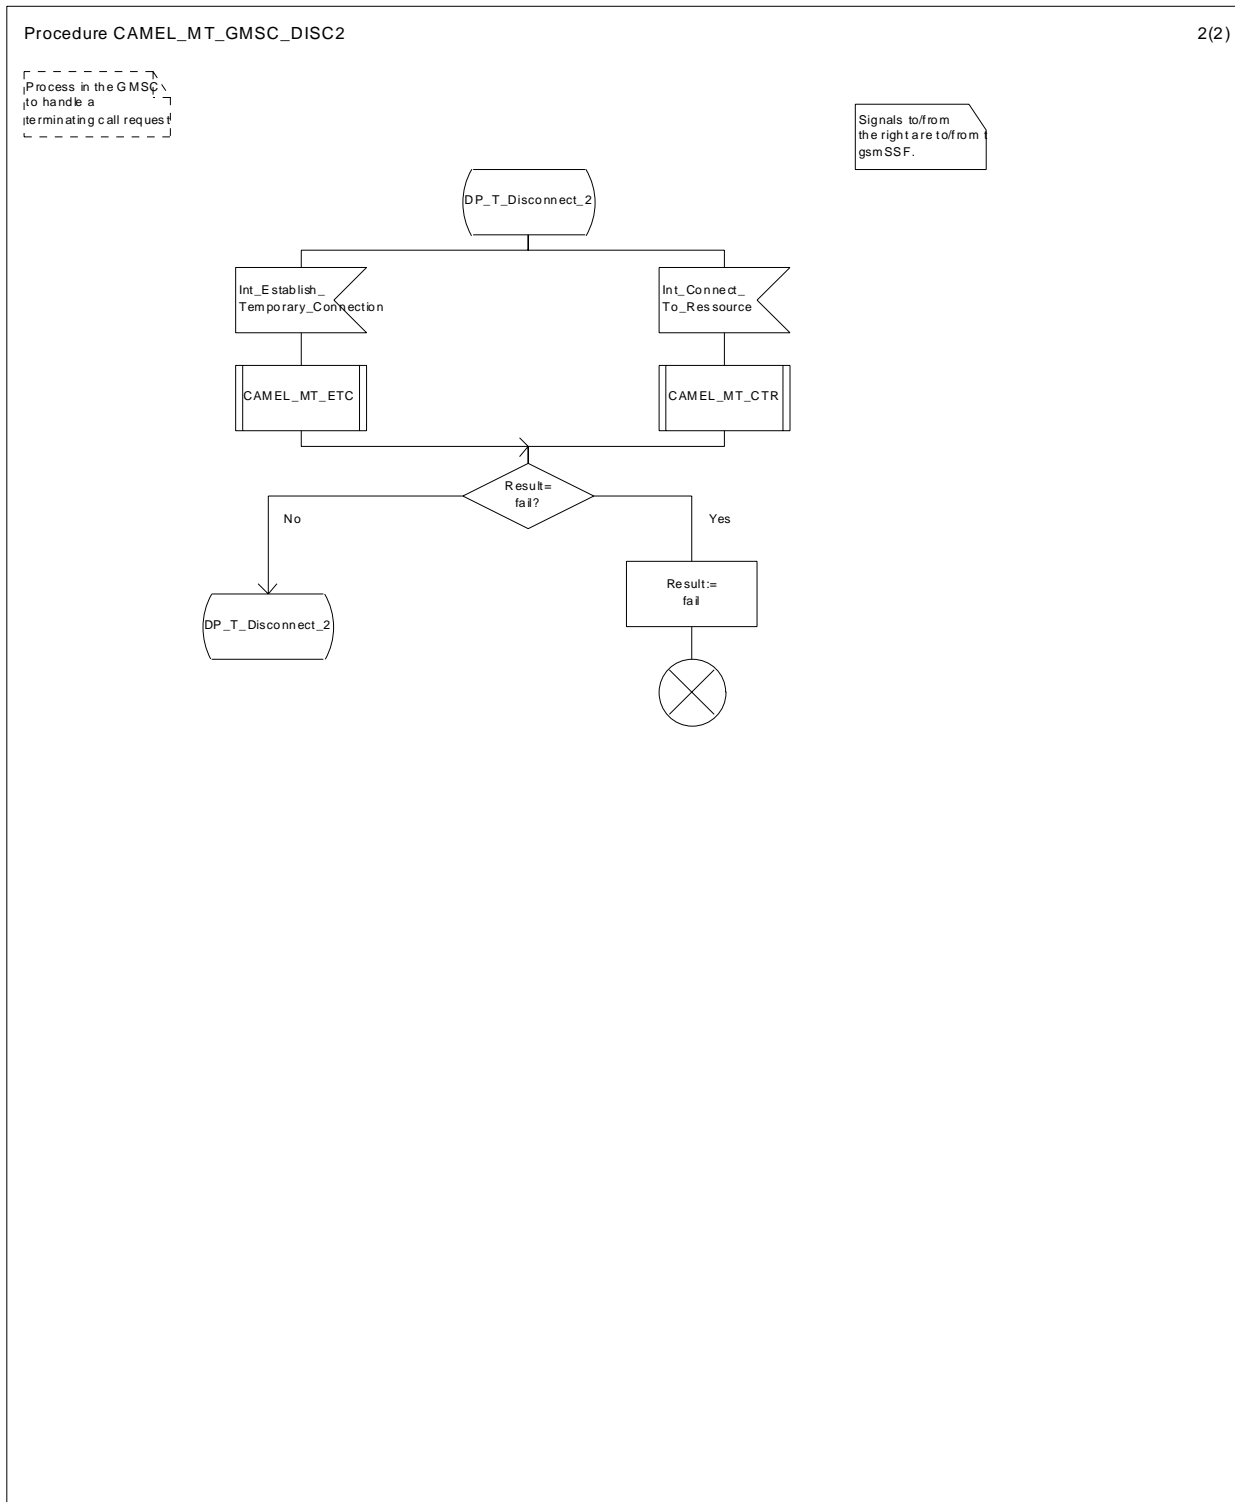 Procedure CAMEL_MT_GMSC_DISC2
2(2)
Process in the GMSC
to handle a
terminating call request
Signals to/from
the right are to/from t
gsmSSF.
DP_T_Disconnect_2
Int_Establish_
Temporary_Connection
Int_Connect_
To_Ressource
CAMEL_MT_ETC
CAMEL_MT_CTR
Result=
fail?
No
Yes
Result:=
fail
DP_T_Disconnect_2